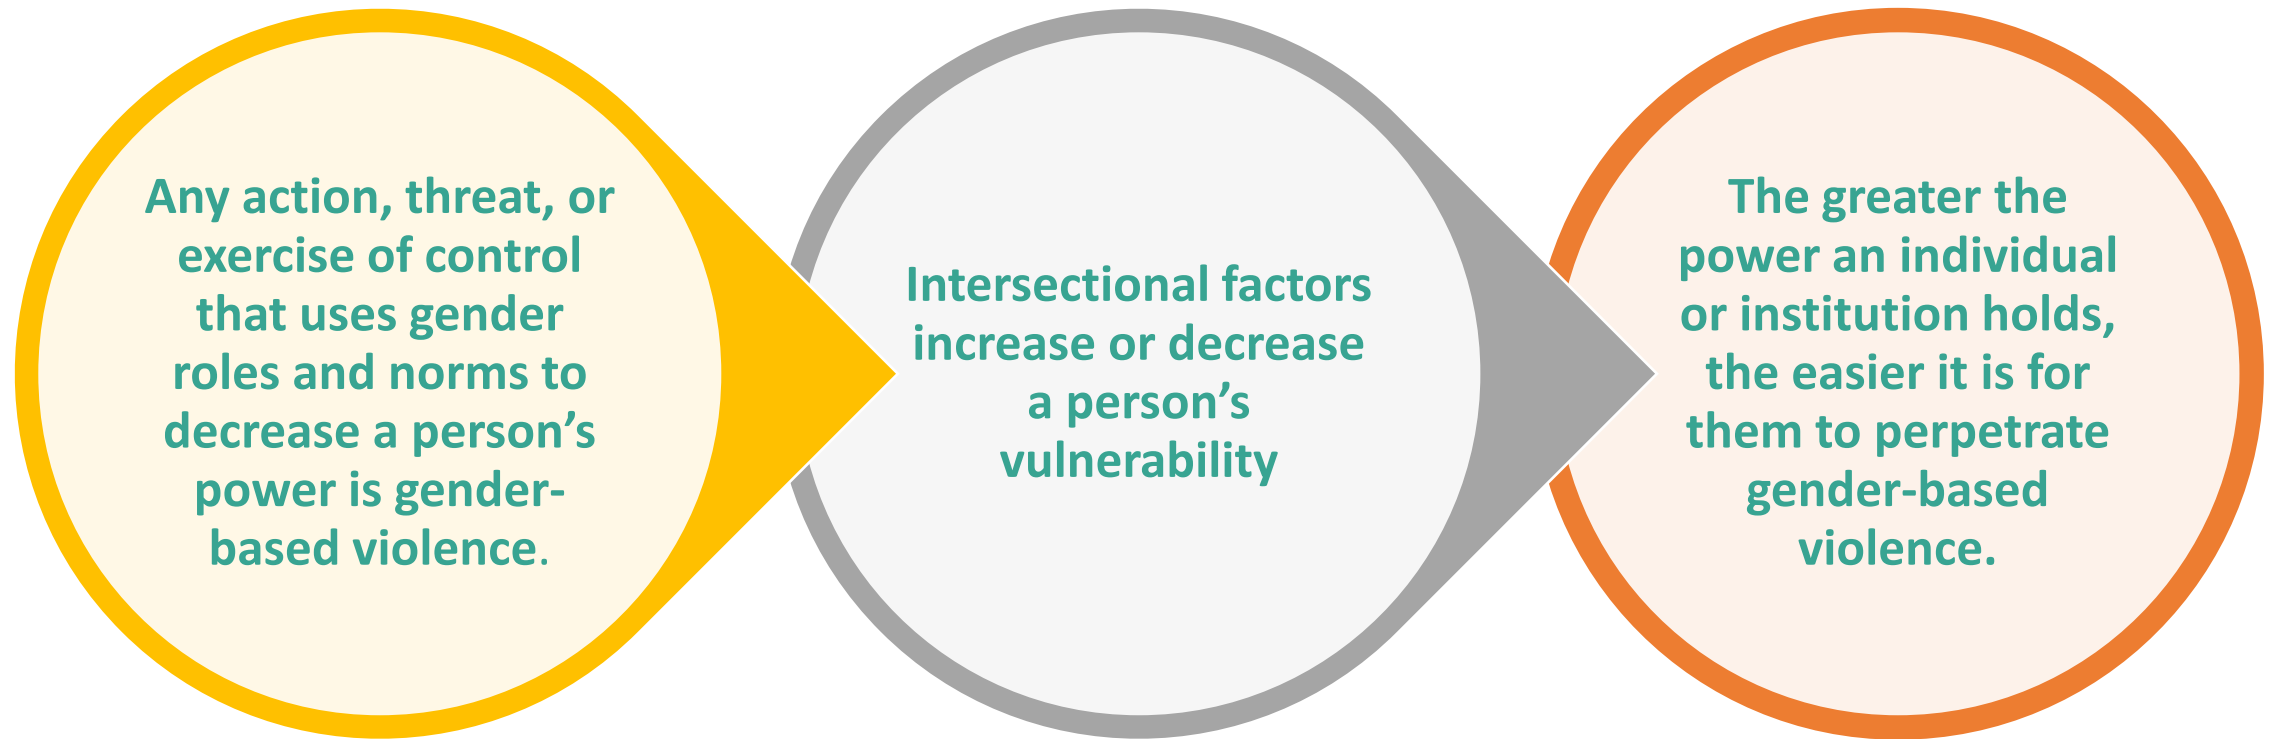 Any action, threat, or
exercise of control
that uses gender
roles and norms to
decrease a person’s
power is gender-
based violence.
Intersectional factors
increase or decrease
a person’s
vulnerability
The greater the
power an individual
or institution holds,
the easier it is for
them to perpetrate
gender-based
violence.